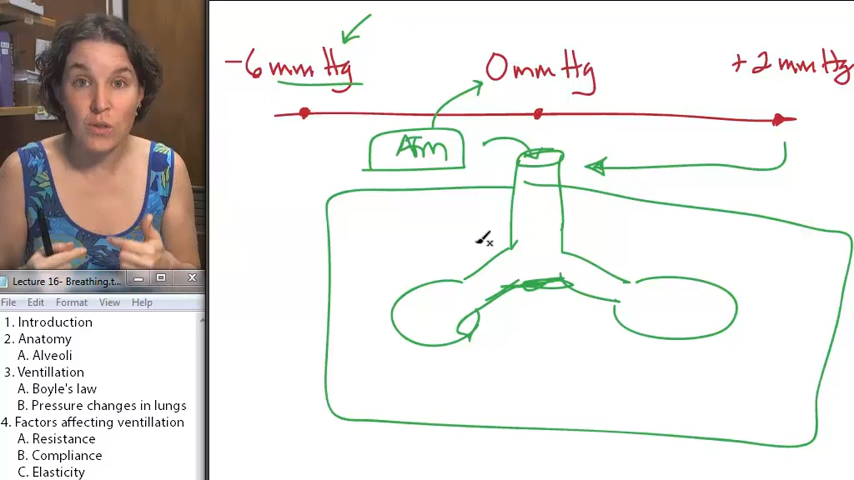 -6 mm Hg
0 mm Hg
+2 mm Hg
Atm
Lecture 16- Breathing.t...
File Edit Format View Help
1. Introduction
2. Anatomy
A. Alveoli
3. Ventillation
A. Boyle's law
B. Pressure changes in lungs
4. Factors affecting ventillation
A. Resistance
B. Compliance
C. Elasticity